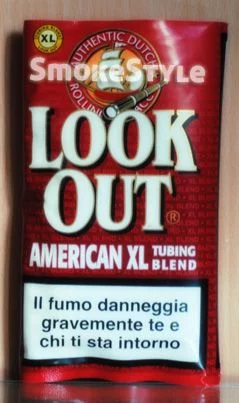 XL
AUTHENTIC DUTCH
SmokeStyle
ROLLING
LOOK
OUT®
AMERICAN XL TUBING
BLEND
Il fumo danneggia
gravemente te e
chi ti sta intorno